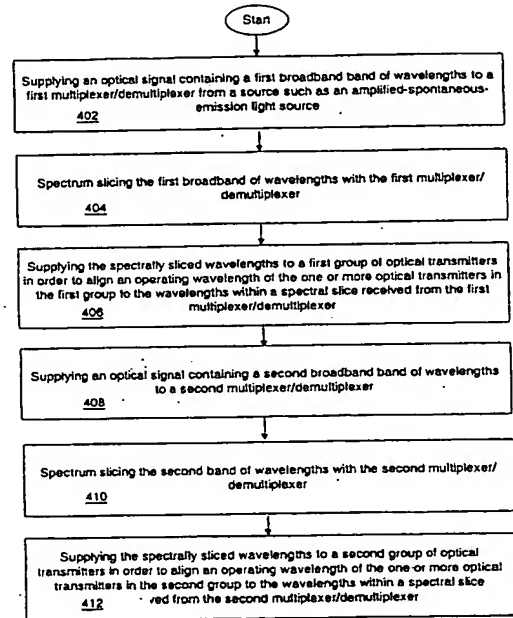 Start
Supplying an optical signal containing a first broadband band of wavelengths to a
first multiplexer/demultiplexer from a source such as an amplified-spontaneous-
emission light source
402
Spectrum slicing the first broadband of wavelengths with the first multiplexer/
demultiplexer
404
Supplying the spectrally sliced wavelengths to a first group of optical transmitters
in order to align an operating wavelength of the one or more optical transmitters in
the first group to the wavelengths within a spectral slice received from the first
multiplexer/demultiplexer
406
Supplying an optical signal containing a second broadband band of wavelengths
to a second multiplexer/demultiplexer
408
Spectrum slicing the second band of wavelengths with the second multiplexer/
demultiplexer
410
Supplying the spectrally sliced wavelengths to a second group of optical
transmitters in order to align an operating wavelength of the one or more optical
transmitters in the second group to the wavelengths within a spectral slice
ved from the second multiplexer/demultiplexer
412